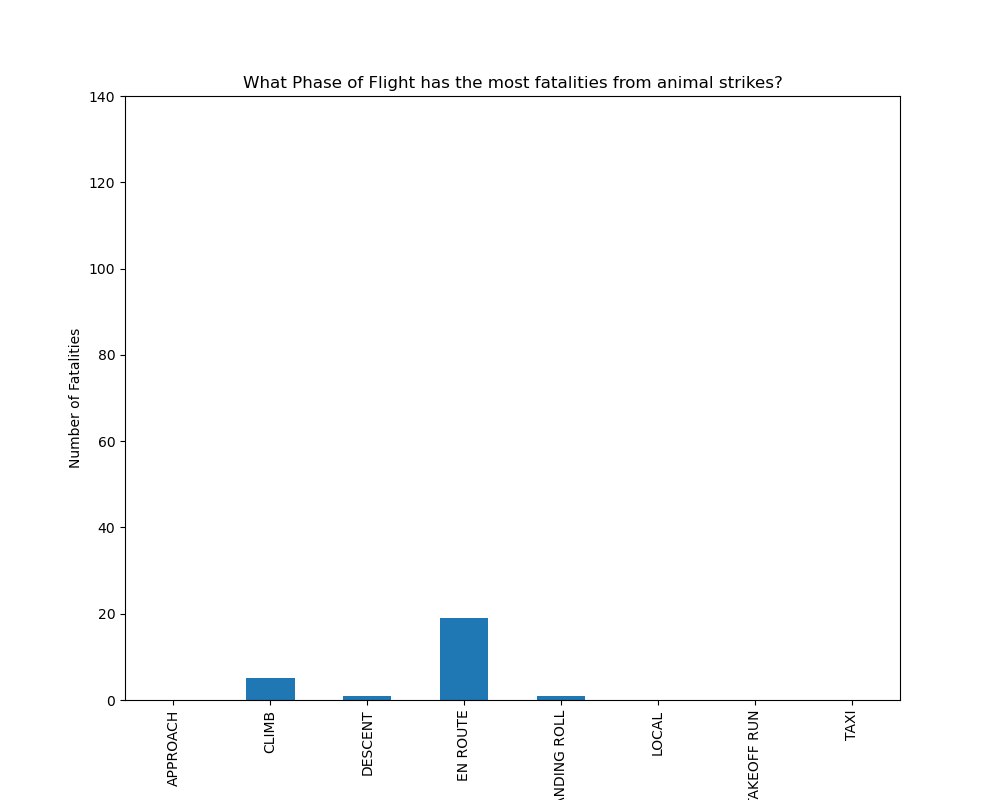 What Phase of Flight has the most fatalities from animal strikes?
140
120
100
80
60
40
20
0
Number of Fatalities
APPROACH
CLIMB
DESCENT
EN ROUTE
ANDING ROLL
LOCAL
TAKEOFF RUN
TAXI